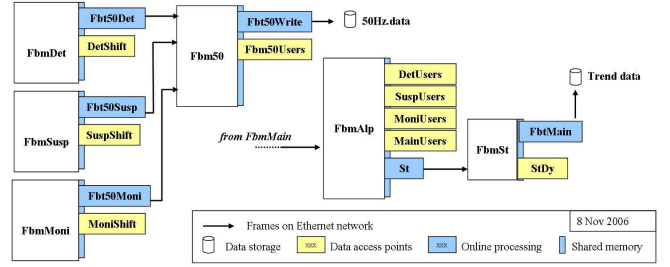 FbmDet
Fbt50Det
DetShift
FbmSusp
Fbt50Susp
SuspShift
FbmMoni
Fbt50Moni
MoniShift
Fbm50
Fbt50Write
Fbm50Users
50Hz.data
from FbmMain
FbmAlp
DetUsers
SuspUsers
MoniUsers
MainUsers
St
FbmSt
FbtMain
StDy
Trend data
8 Nov 2006
Frames on Ethernet network
Data storage
xxx
Data access points
xxx
Online processing
Shared memory